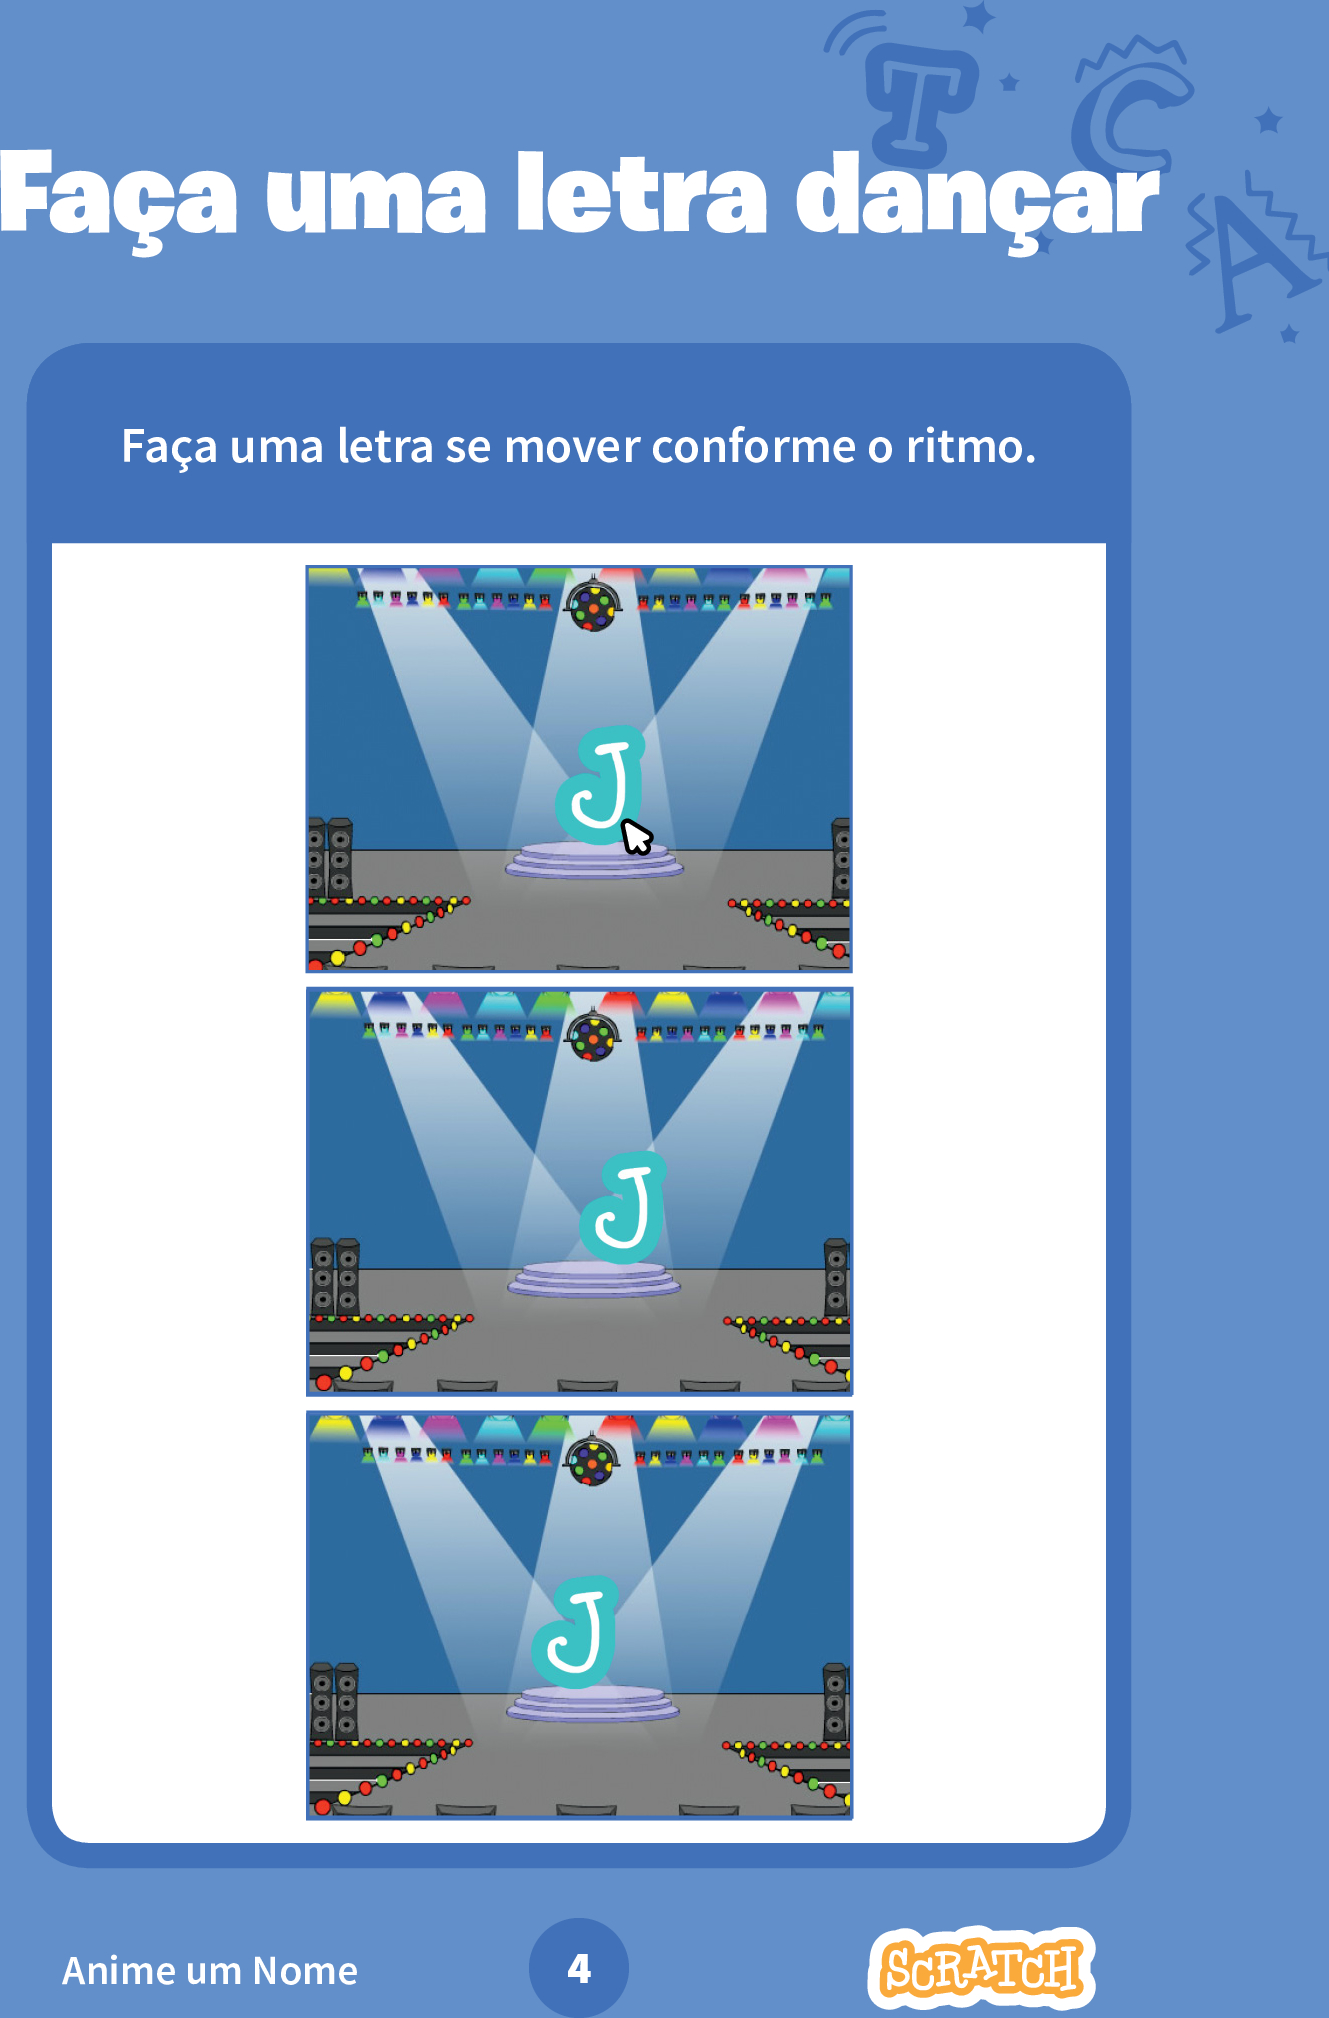 T C
A
Faça uma letra dançar
Faça uma letra se mover conforme o ritmo.
J
J
J
Anime um Nome
4
SCRATCH